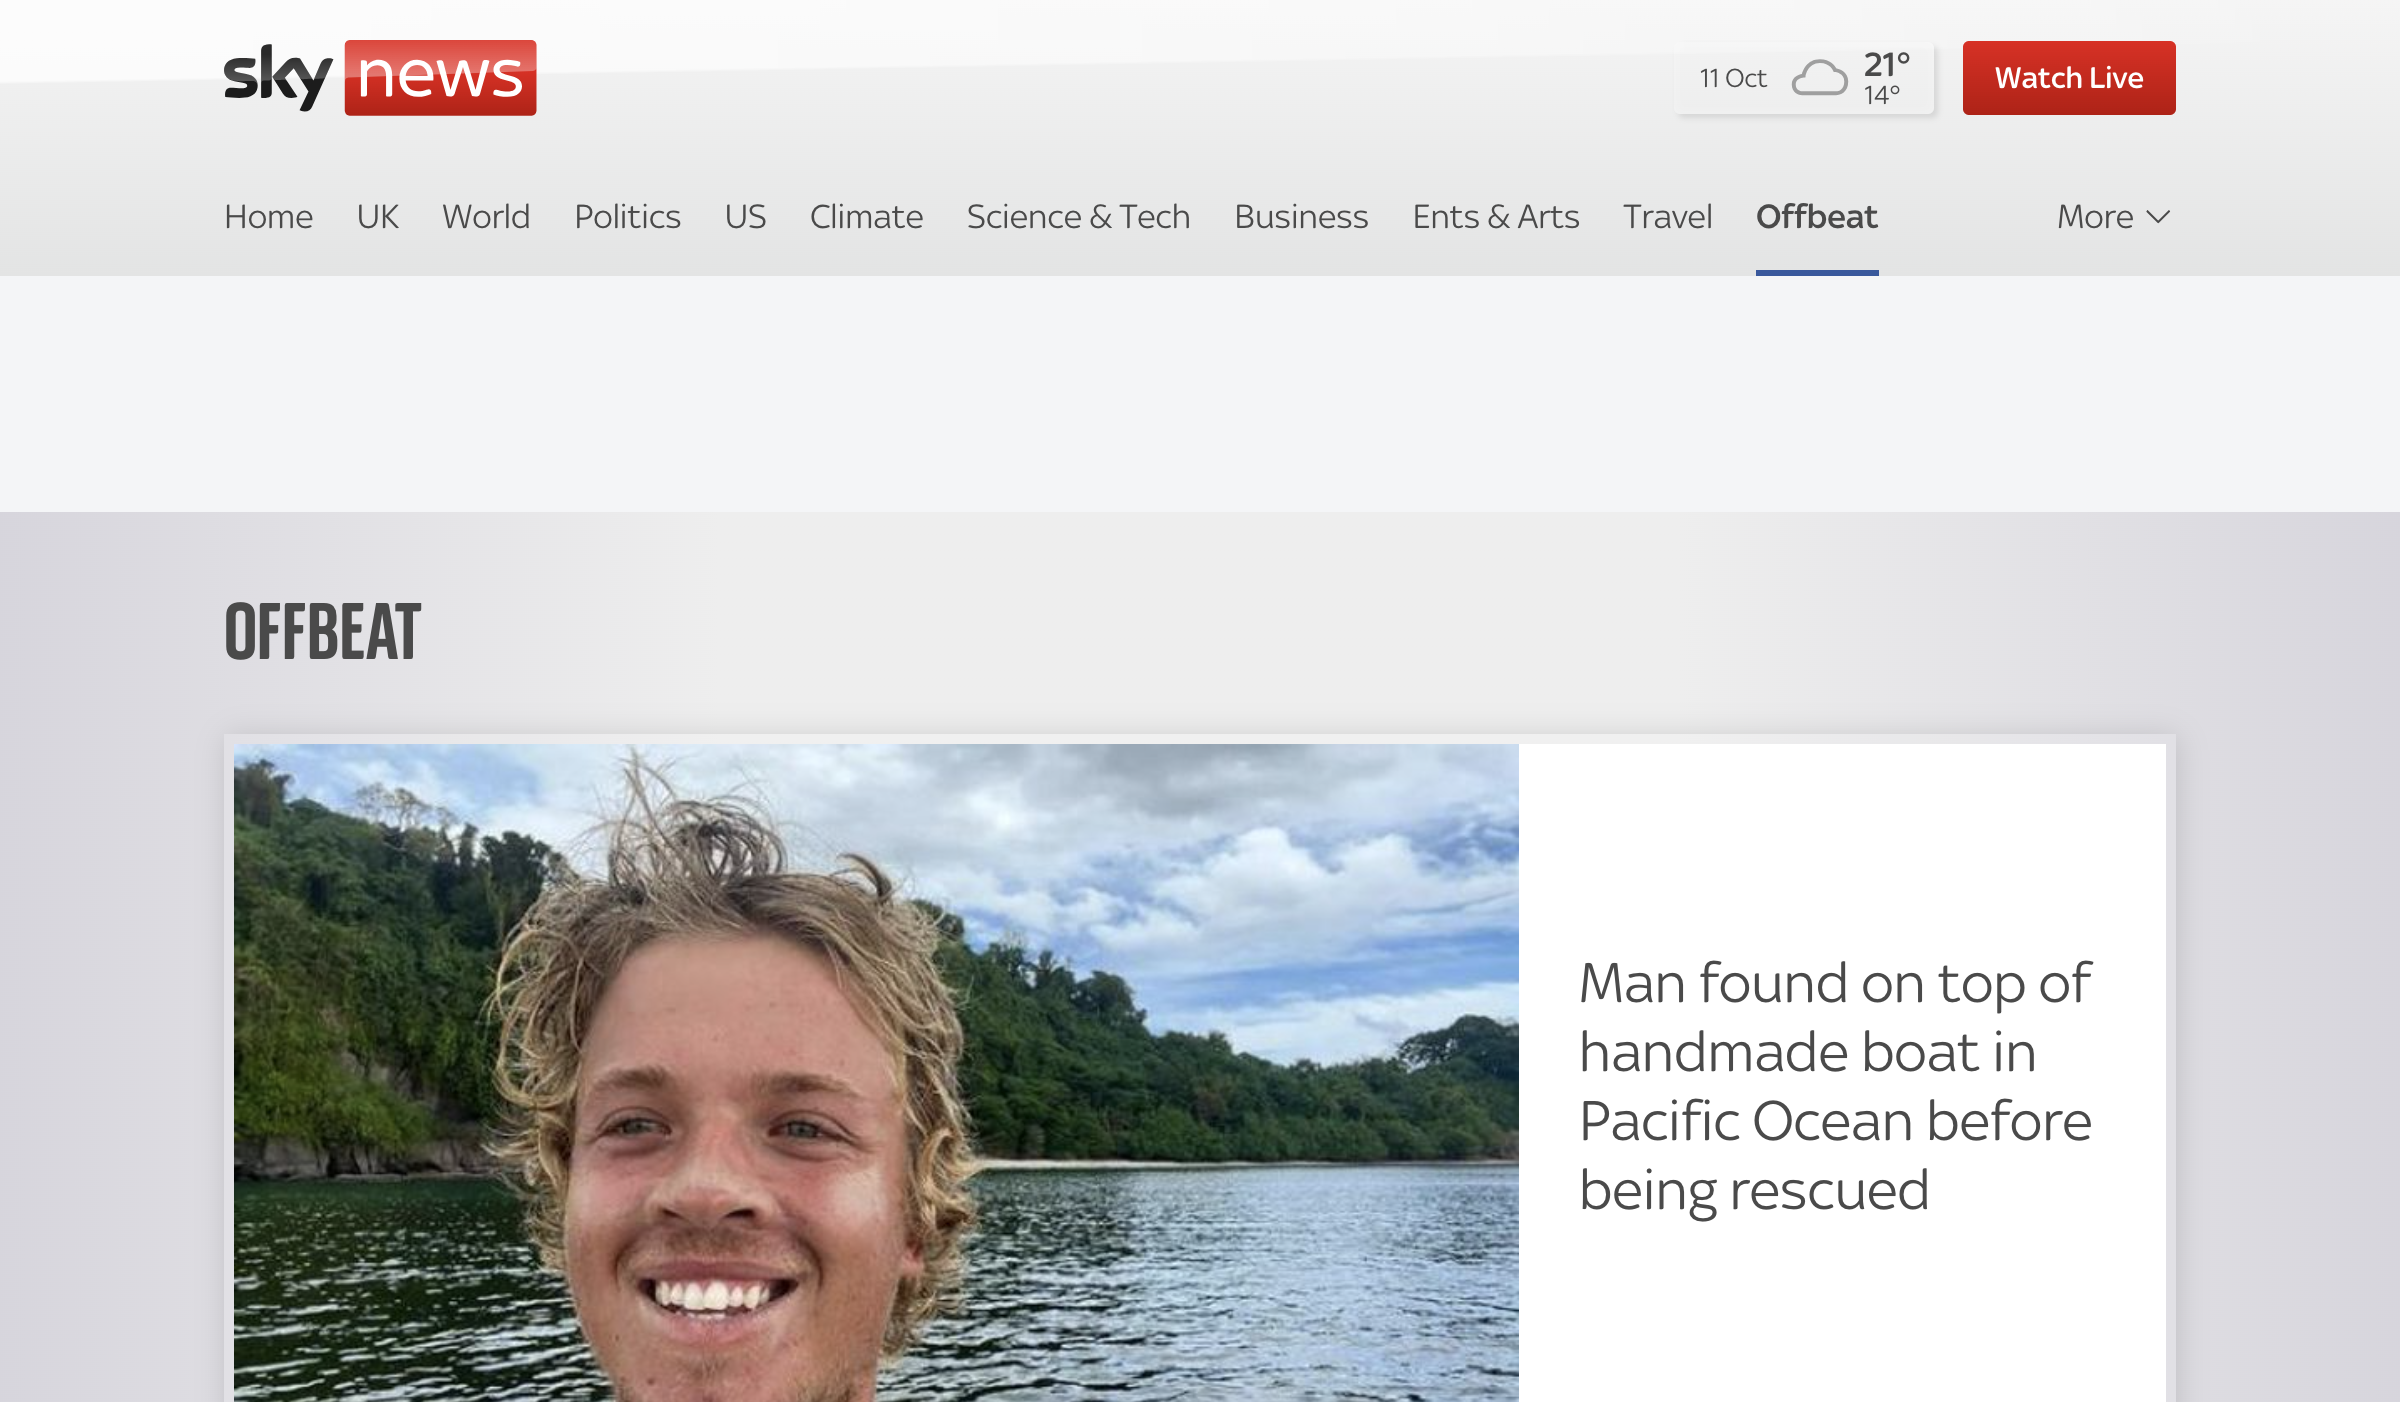 sky news
11 Oct 21° 14°
Watch Live
Home UK World Politics US Climate Science & Tech Business Ents & Arts Travel Offbeat More
OFFBEAT
Man found on top of
handmade boat in
Pacific Ocean before
being rescued